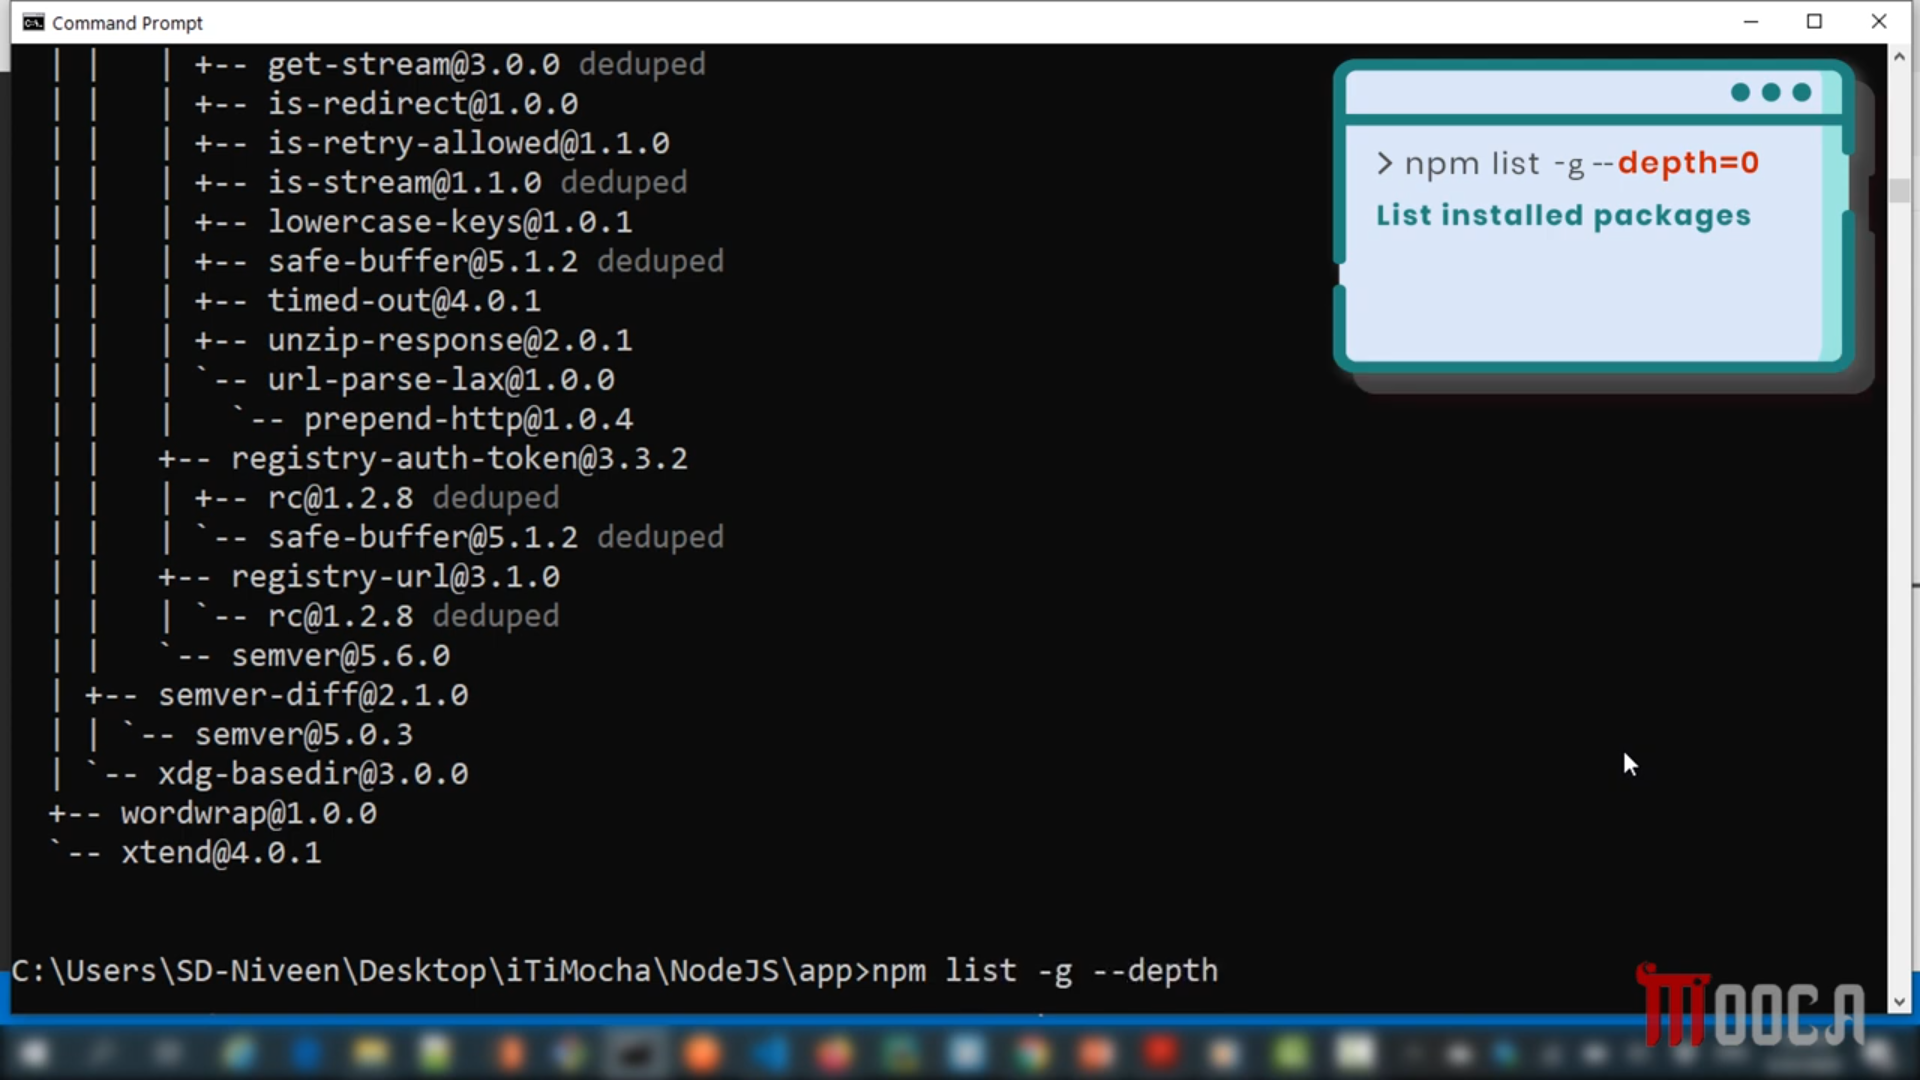 Command Prompt
| |   | +-- get-stream@3.0.0 deduped
| |   | +-- is-redirect@1.0.0
| |   | +-- is-retry-allowed@1.1.0
| |   | +-- is-stream@1.1.0 deduped
| |   | +-- lowercase-keys@1.0.1
| |   | +-- safe-buffer@5.1.2 deduped
| |   | +-- timed-out@4.0.1
| |   | +-- unzip-response@2.0.1
| |   | `-- url-parse-lax@1.0.0
| |   |   `-- prepend-http@1.0.4
| |   +-- registry-auth-token@3.3.2
| |   | +-- rc@1.2.8 deduped
| |   | `-- safe-buffer@5.1.2 deduped
| |   +-- registry-url@3.1.0
| |   | `-- rc@1.2.8 deduped
| |   `-- semver@5.6.0
| +-- semver-diff@2.1.0
| | `-- semver@5.0.3
| `-- xdg-basedir@3.0.0
+-- wordwrap@1.0.0
`-- xtend@4.0.1
C:\Users\SD-Niveen\Desktop\iTiMocha\NodeJS\app>npm list -g --depth
> npm list -g --depth=0
List installed packages
MOOCA